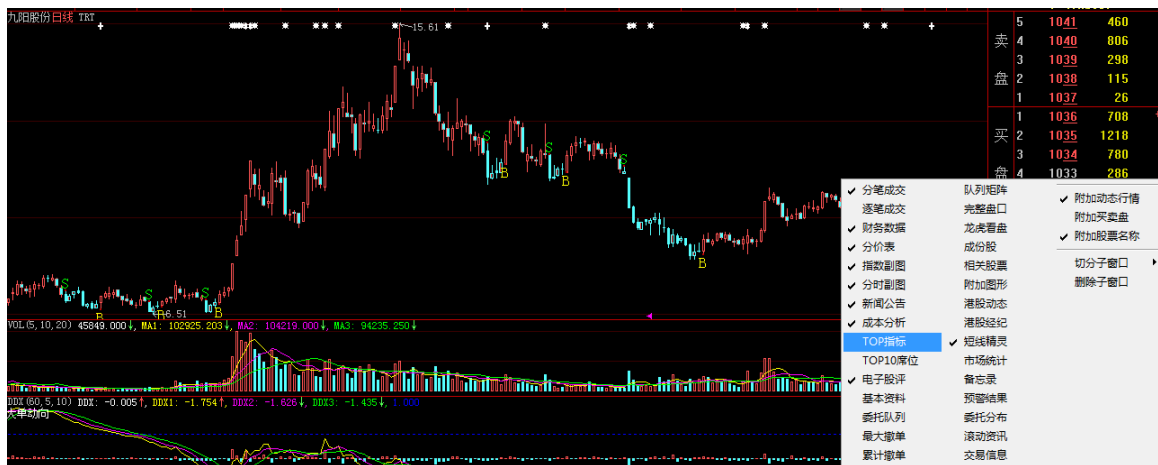 九阳股份日线 TRT
15.61
S
S
S
B
B
S
B
S
B
S
B
6.51
VOL(5,10,20) 45849.000↓, MA1: 102925.203↓, MA2: 104219.000↓, MA3: 94235.250↓
DDX(60,5,10) DDX: -0.005↑, DDX1: -1.754↑, DDX2: -1.626↓, DDX3: -1.435↓, 1.000
大单动向
卖盘
5 1041 460
4 1040 806
3 1039 298
2 1038 115
1 1037 26
买盘
1 1036 708
2 1035 1218
3 1034 780
4 1033 286
✓ 分笔成交
逐笔成交
✓ 财务数据
✓ 分价表
✓ 指数副图
✓ 分时副图
✓ 新闻公告
✓ 成本分析
TOP指标
TOP10席位
✓ 电子股评
基本资料
委托队列
最大撤单
累计撤单
队列矩阵
完整盘口
龙虎看盘
成份股
相关股票
附加图形
港股动态
港股经纪
✓ 短线精灵
市场统计
备忘录
预警结果
委托分布
滚动资讯
交易信息
✓ 附加动态行情
附加买卖盘
✓ 附加股票名称
切分子窗口
删除子窗口